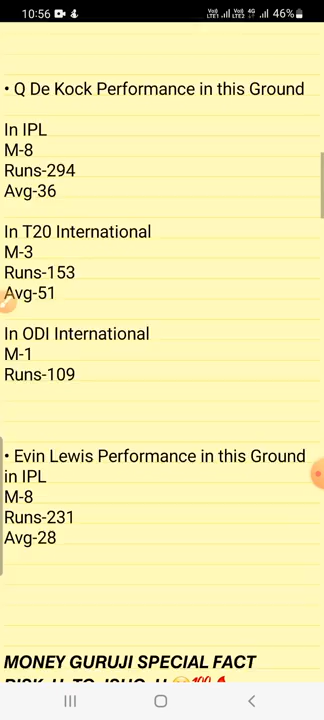 10:56
46%
• Q De Kock Performance in this Ground
In IPL
M-8
Runs-294
Avg-36
In T20 International
M-3
Runs-153
Avg-51
In ODI International
M-1
Runs-109
• Evin Lewis Performance in this Ground
in IPL
M-8
Runs-231
Avg-28
MONEY GURUJI SPECIAL FACT